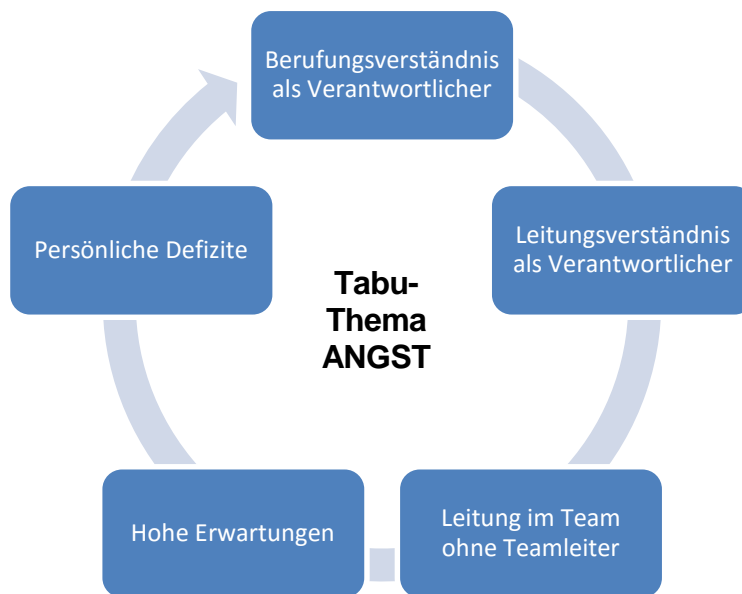 Berufungsverständnis
als Verantwortlicher
Leitungsverständnis
als Verantwortlicher
Leitung im Team
ohne Teamleiter
Hohe Erwartungen
Persönliche Defizite
Tabu-
Thema
ANGST